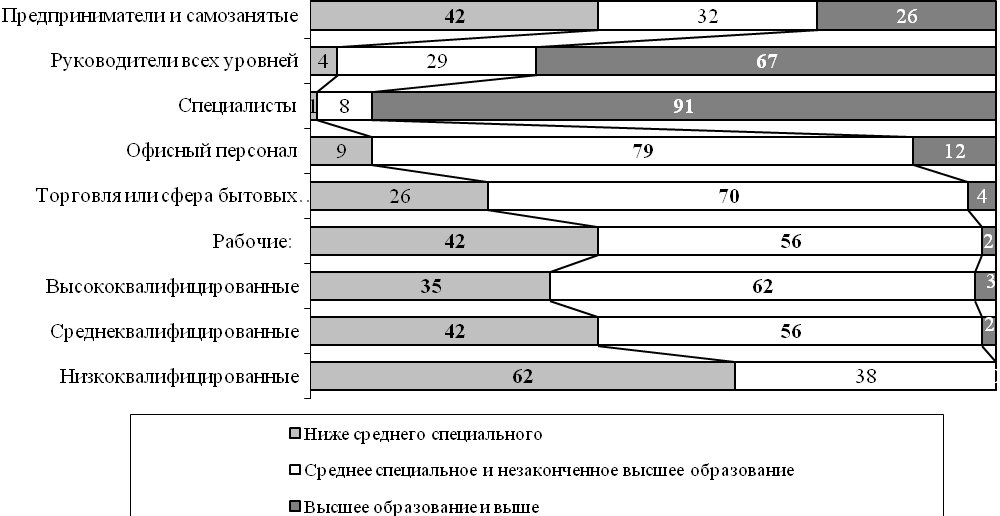 Предприниматели и самозанятые 42 32 26
Руководители всех уровней 4 29 67
Специалисты 1 8 91
Офисный персонал 9 79 12
Торговля или сфера бытовых.. 26 70 4
Рабочие: 42 56 2
Высококвалифицированные 35 62 3
Среднеквалифицированные 42 56 2
Низкоквалифицированные 62 38
Ниже среднего специального
Среднее специальное и незаконченное высшее образование
Высшее образование и выше